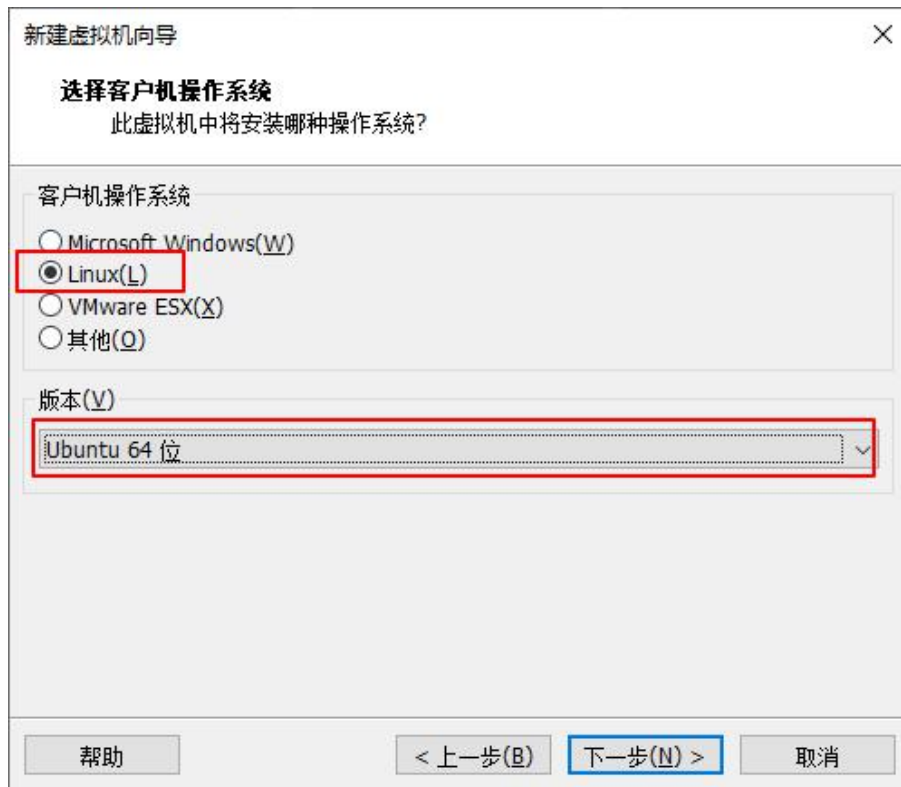 新建虚拟机向导
选择客户机操作系统
此虚拟机中将安装哪种操作系统?
客户机操作系统
Microsoft Windows(W)
Linux(L)
VMware ESX(X)
其他(O)
版本(V)
Ubuntu 64 位
帮助
< 上一步(B)
下一步(N) >
取消